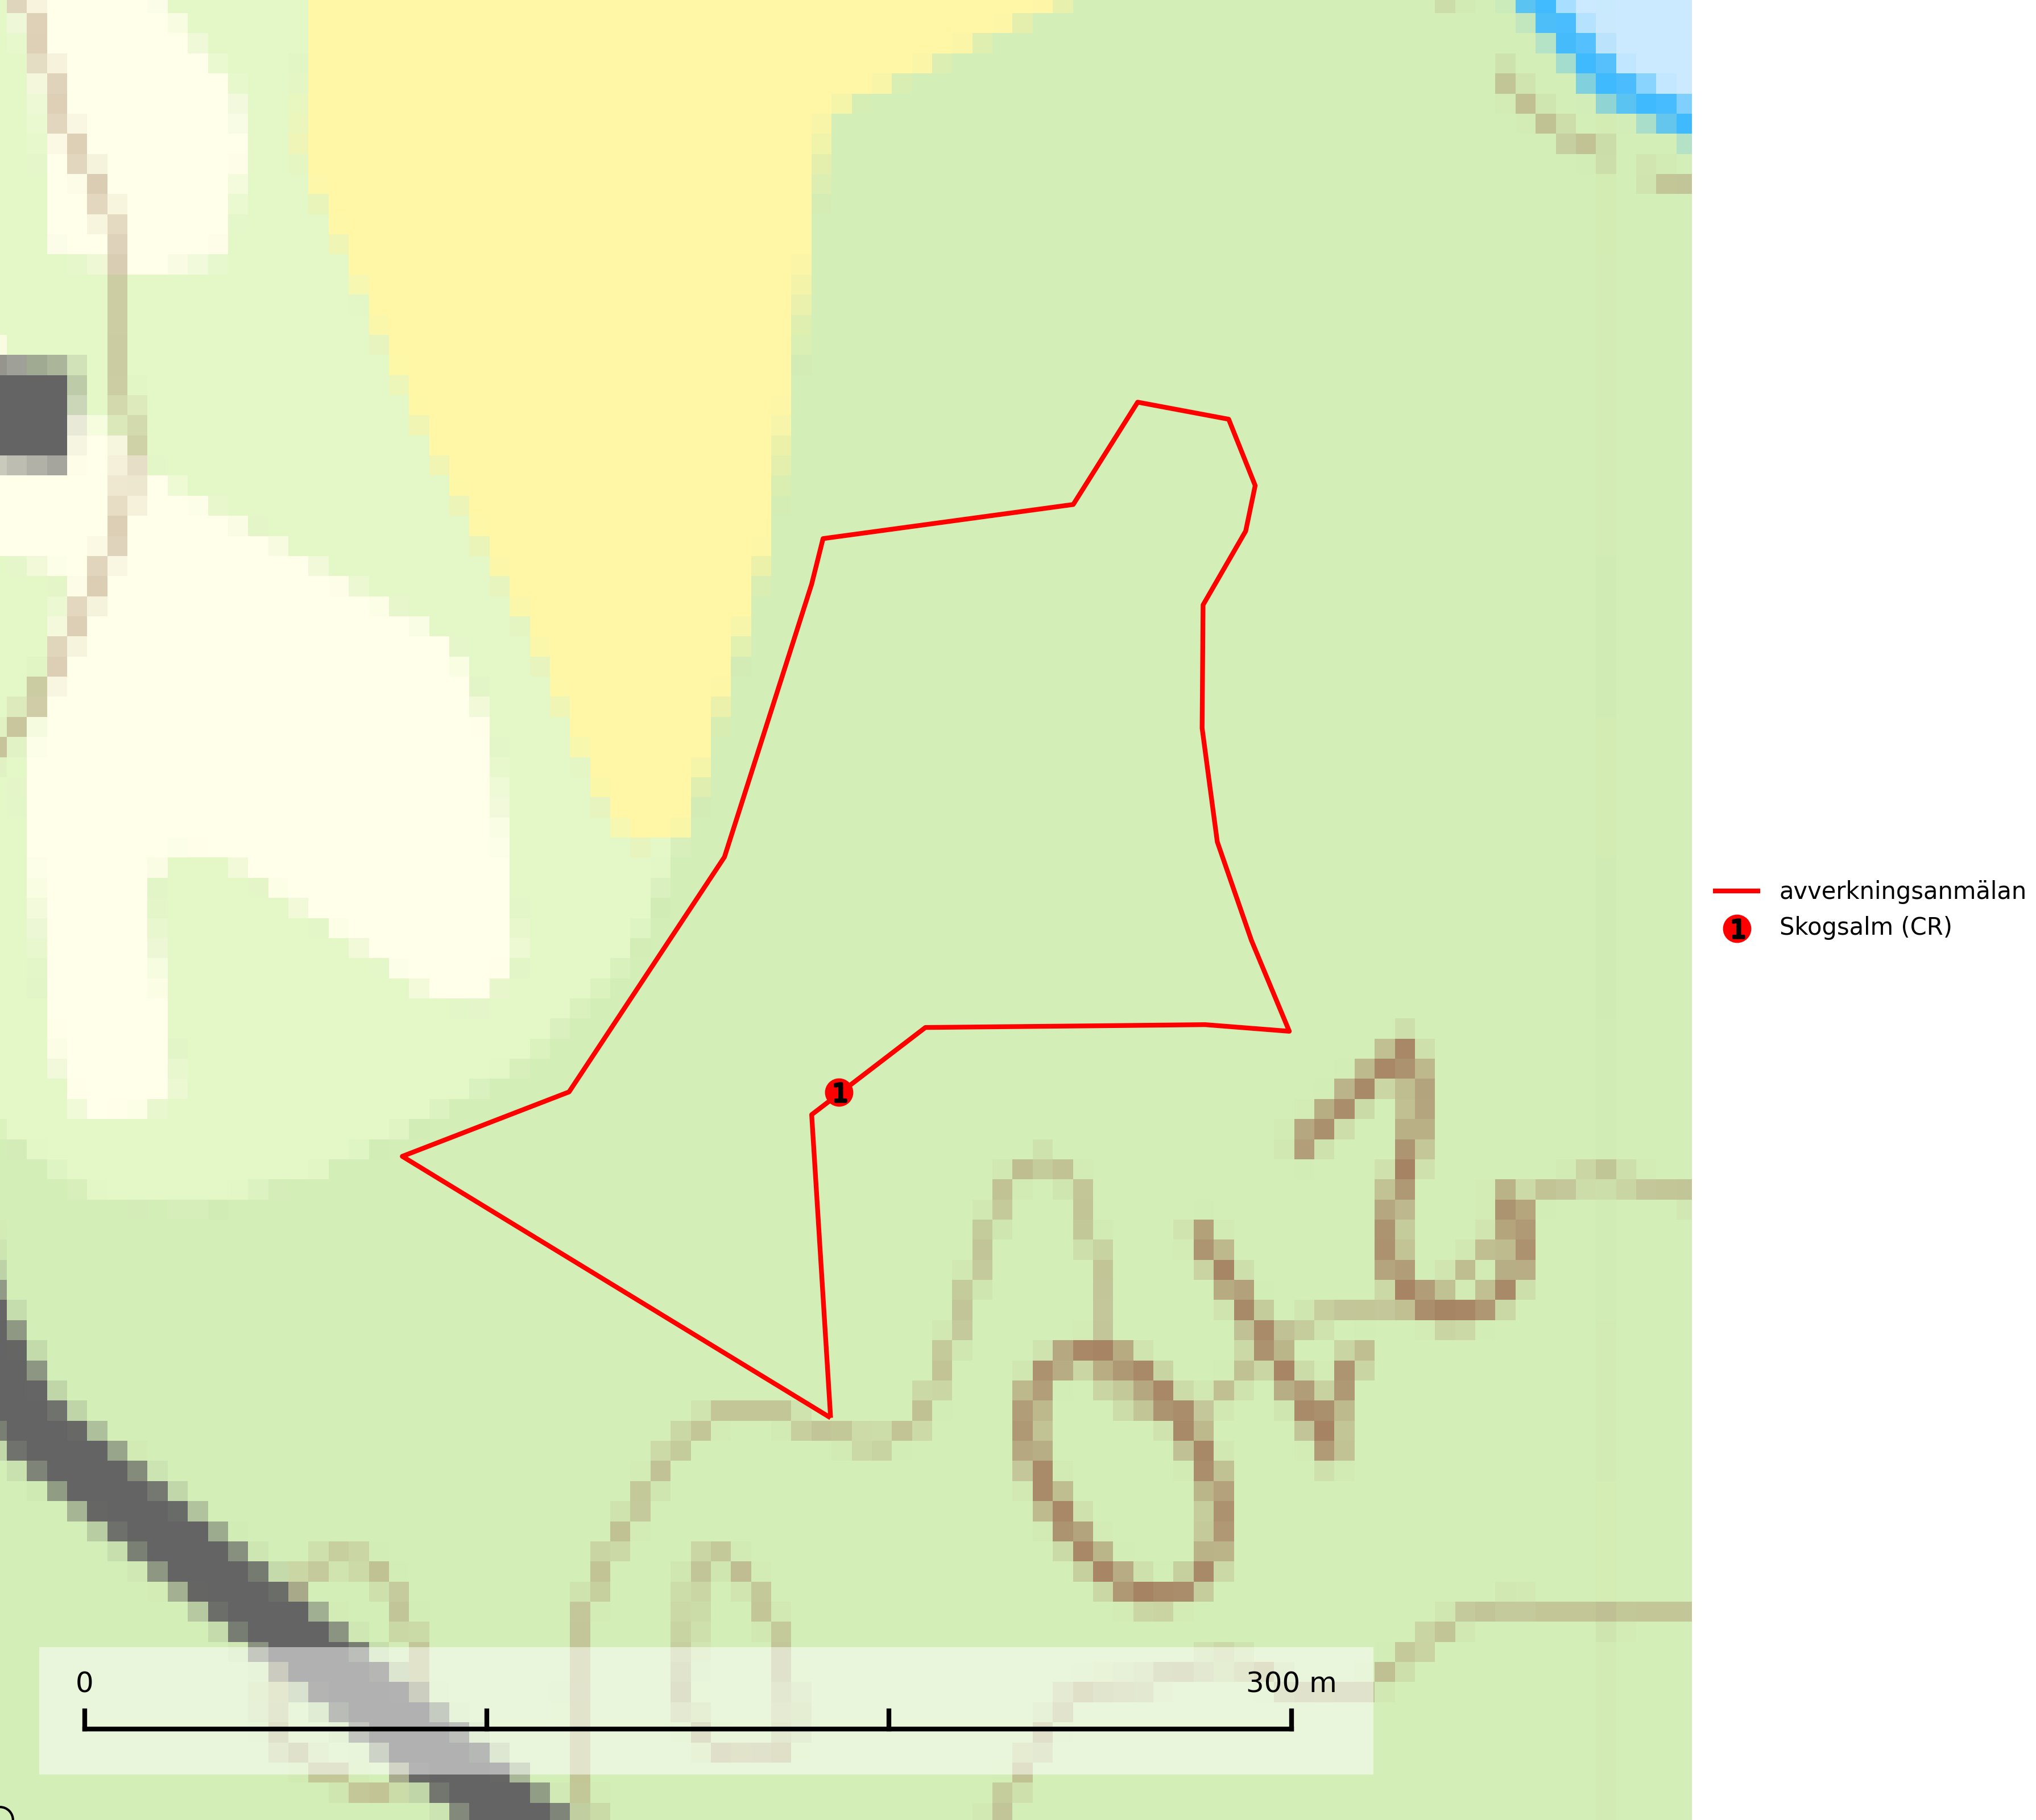 avverkningsanmälan
1 Skogsalm (CR)
1
0 300 m